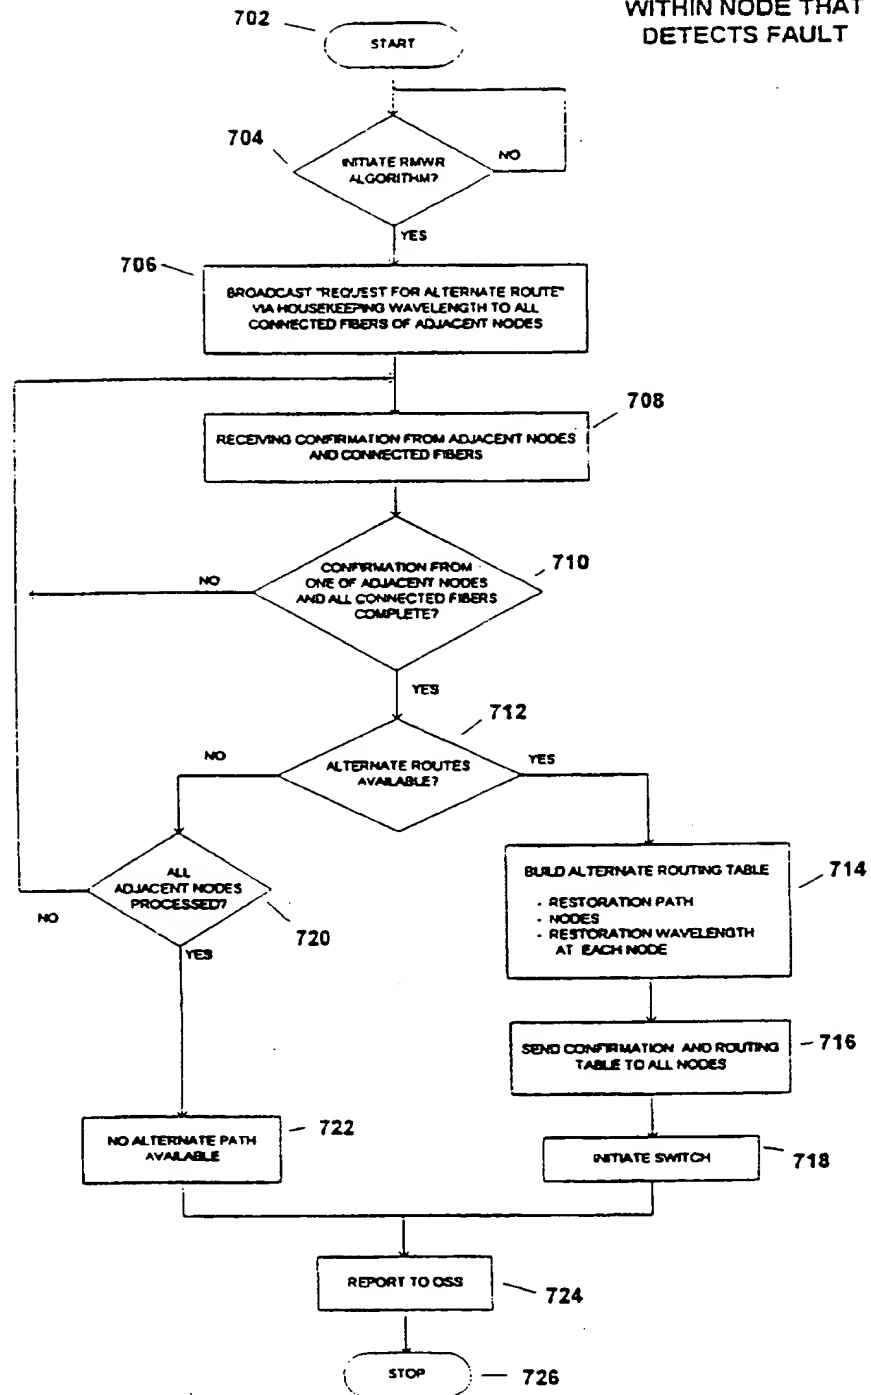 WITHIN NODE THAT
DETECTS FAULT
702
START
704
INITIATE RMWR
ALGORITHM?
NO
YES
706
BROADCAST "REQUEST FOR ALTERNATE ROUTE"
VIA HOUSEKEEPING WAVELENGTH TO ALL
CONNECTED FIBERS OF ADJACENT NODES
708
RECEIVING CONFIRMATION FROM ADJACENT NODES
AND CONNECTED FIBERS
710
CONFIRMATION FROM
ONE OF ADJACENT NODES
AND ALL CONNECTED FIBERS
COMPLETE?
NO
YES
712
ALTERNATE ROUTES
AVAILABLE?
NO
YES
714
BUILD ALTERNATE ROUTING TABLE
- RESTORATION PATH
- NODES
- RESTORATION WAVELENGTH
AT EACH NODE
ALL
ADJACENT NODES
PROCESSED?
NO
720
YES
716
SEND CONFIRMATION AND ROUTING
TABLE TO ALL NODES
722
NO ALTERNATE PATH
AVAILABLE
INITIATE SWITCH
718
REPORT TO OSS
724
STOP
726